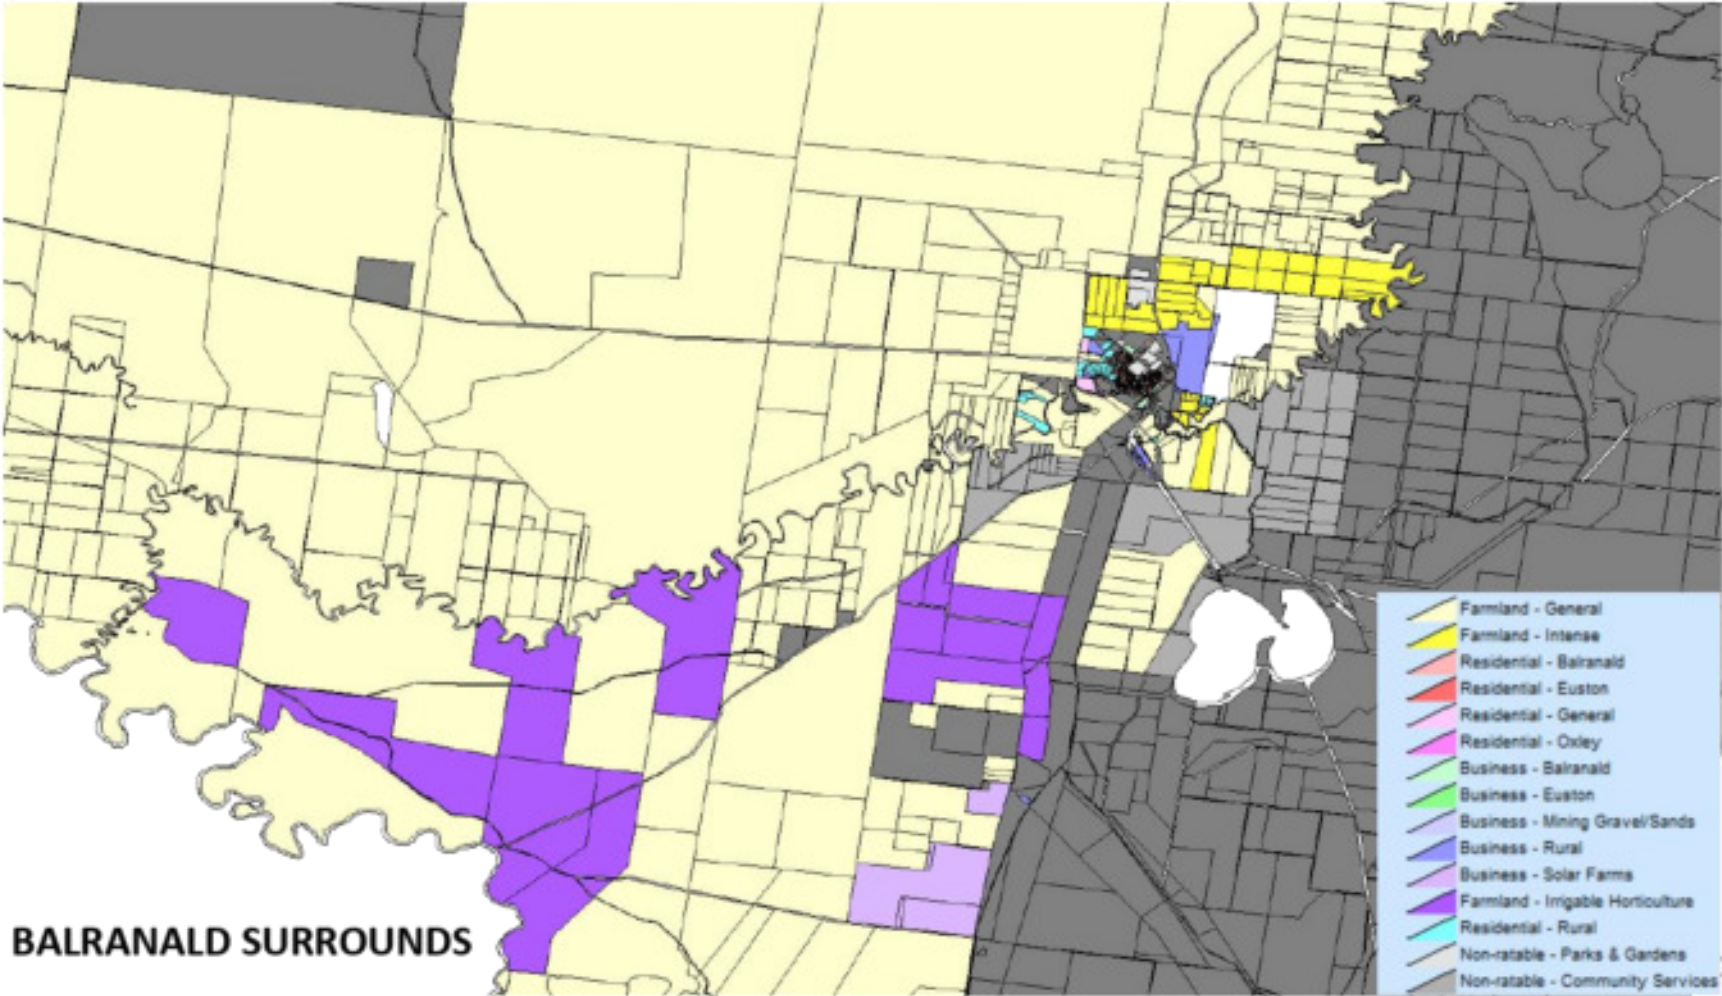 Farmland - General
Farmland - Intense
Residential - Balranald
Residential - Euston
Residential - General
Residential - Oxley
Business - Balranald
Business - Euston
Business - Mining Gravel/Sands
Business - Rural
Business - Solar Farms
Farmland - Irrigable Horticulture
Residential - Rural
Non-ratable - Parks & Gardens
Non-ratable - Community Services
BALRANALD SURROUNDS